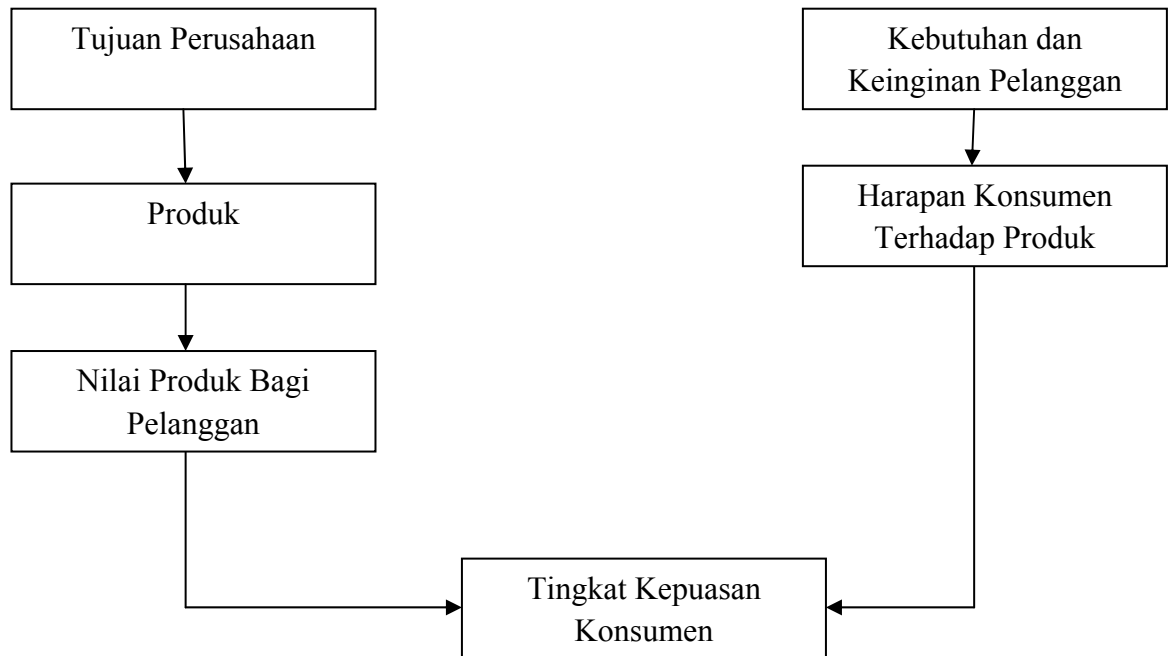 Tujuan Perusahaan
Kebutuhan dan
Keinginan Pelanggan
Produk
Harapan Konsumen
Terhadap Produk
Nilai Produk Bagi
Pelanggan
Tingkat Kepuasan
Konsumen